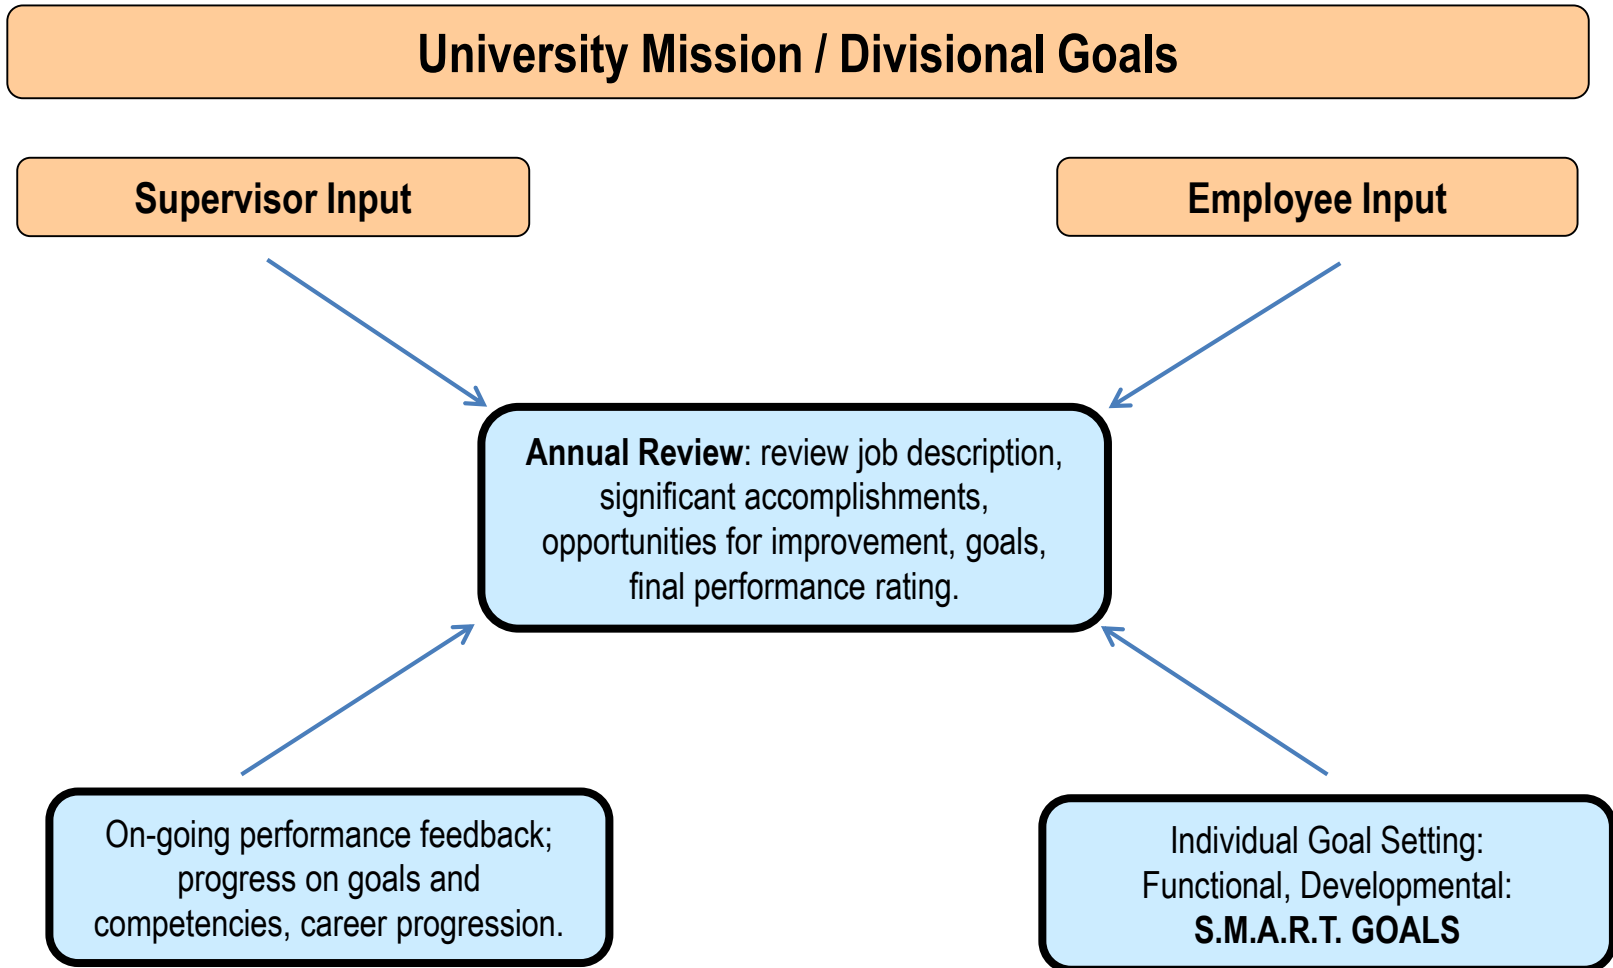 University Mission / Divisional Goals
Supervisor Input
Employee Input
Annual Review: review job description,
significant accomplishments,
opportunities for improvement, goals,
final performance rating.
On-going performance feedback;
progress on goals and
competencies, career progression.
Individual Goal Setting:
Functional, Developmental:
S.M.A.R.T. GOALS